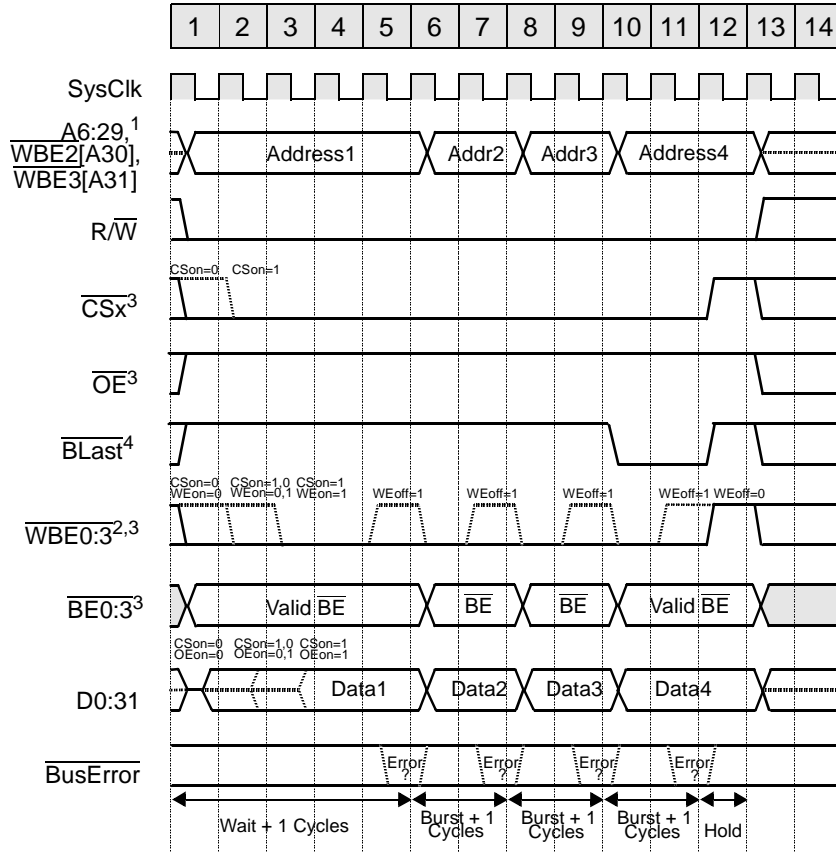 1 2 3 4 5 6 7 8 9 10 11 12 13 14
SysClk
A6:29,1
WBE2[A30],
WBE3[A31]
Address1 Addr2 Addr3 Address4
R/W
CSon=0 CSon=1
CSx3
OE3
BLast4
CSon=0 CSon=1,0 CSon=1
WEon=0 WEon=0,1 WEon=1
WEoff=1 WEoff=1 WEoff=1 WEoff=1 WEoff=0
WBE0:32,3
BE0:33
Valid BE BE BE Valid BE
CSon=0 CSon=1,0 CSon=1
OEon=0 OEon=0,1 OEon=1
D0:31
Data1 Data2 Data3 Data4
BusError
Error? Error? Error? Error?
Wait + 1 Cycles
Burst + 1
Cycles
Burst + 1
Cycles
Burst + 1
Cycles
Hold